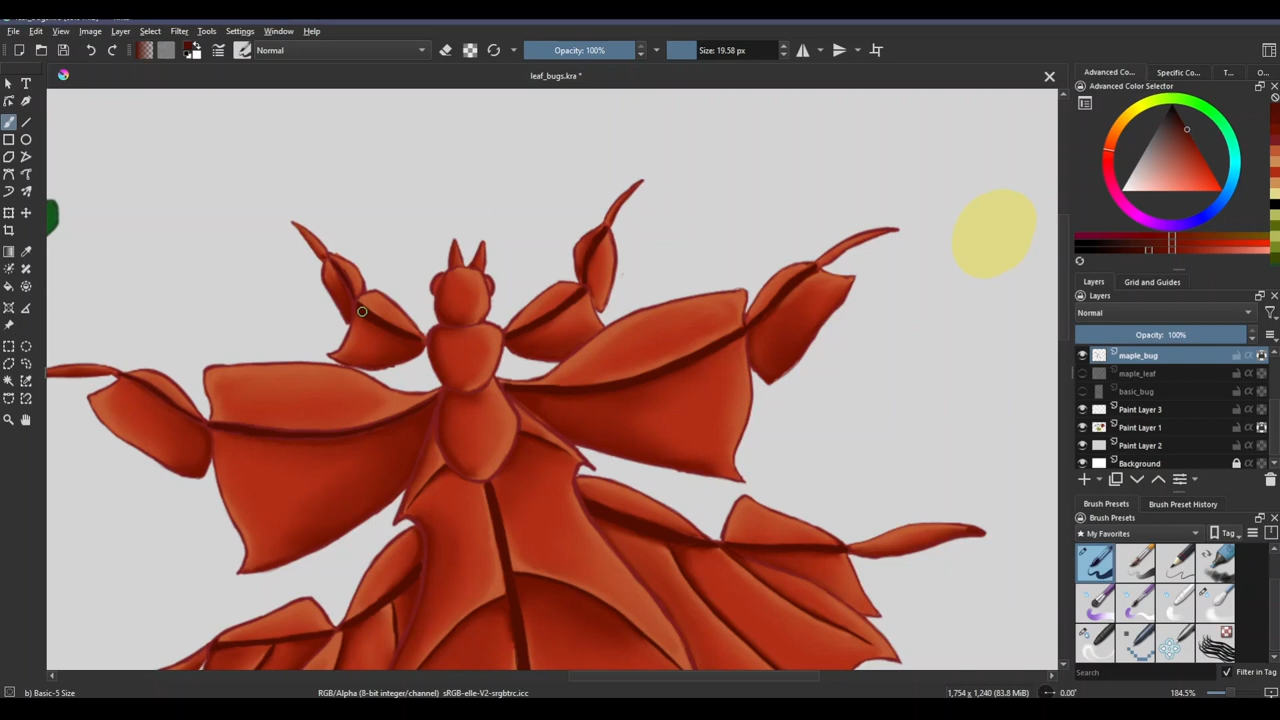 File Edit View Image Layer Select Filter Tools Settings Window Help
Normal Opacity: 100% Size: 19.58 px
leaf_bugs.kra *
Advanced Co... Specific Co... T... O...
Advanced Color Selector
Layers Grid and Guides
Layers
Normal
Opacity: 100%
maple_bug
maple_leaf
basic_bug
Paint Layer 3
Paint Layer 1
Paint Layer 2
Background
Brush Presets Brush Preset History
Brush Presets
My Favorites Tag
Search Filter in Tag
b) Basic-5 Size RGB/Alpha (8-bit integer/channel) sRGB-elle-V2-srgbtrc.icc 1,754 x 1,240 (83.8 MiB) 0.00° 184.5%